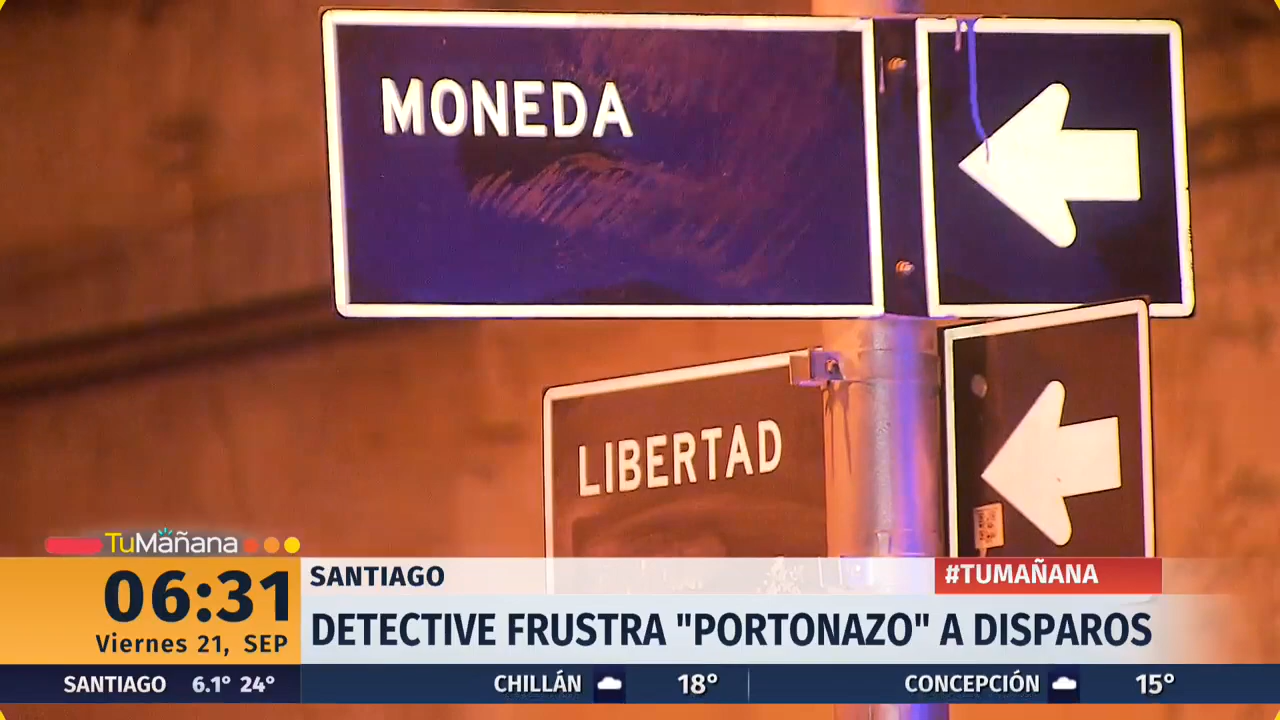 MONEDA
LIBERTAD
TuMañana
06:31
Viernes 21, SEP
SANTIAGO
#TUMAÑANA
DETECTIVE FRUSTRA "PORTONAZO" A DISPAROS
SANTIAGO 6.1° 24°
CHILLÁN 18°
CONCEPCIÓN 15°